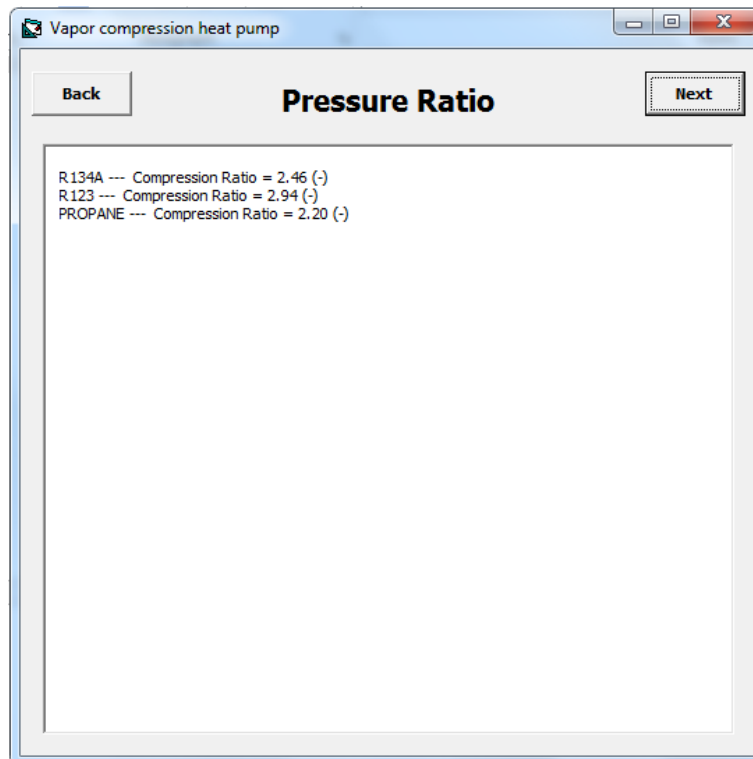 Vapor compression heat pump
Back
Pressure Ratio
Next
R134A --- Compression Ratio = 2.46 (-)
R123 --- Compression Ratio = 2.94 (-)
PROPANE --- Compression Ratio = 2.20 (-)